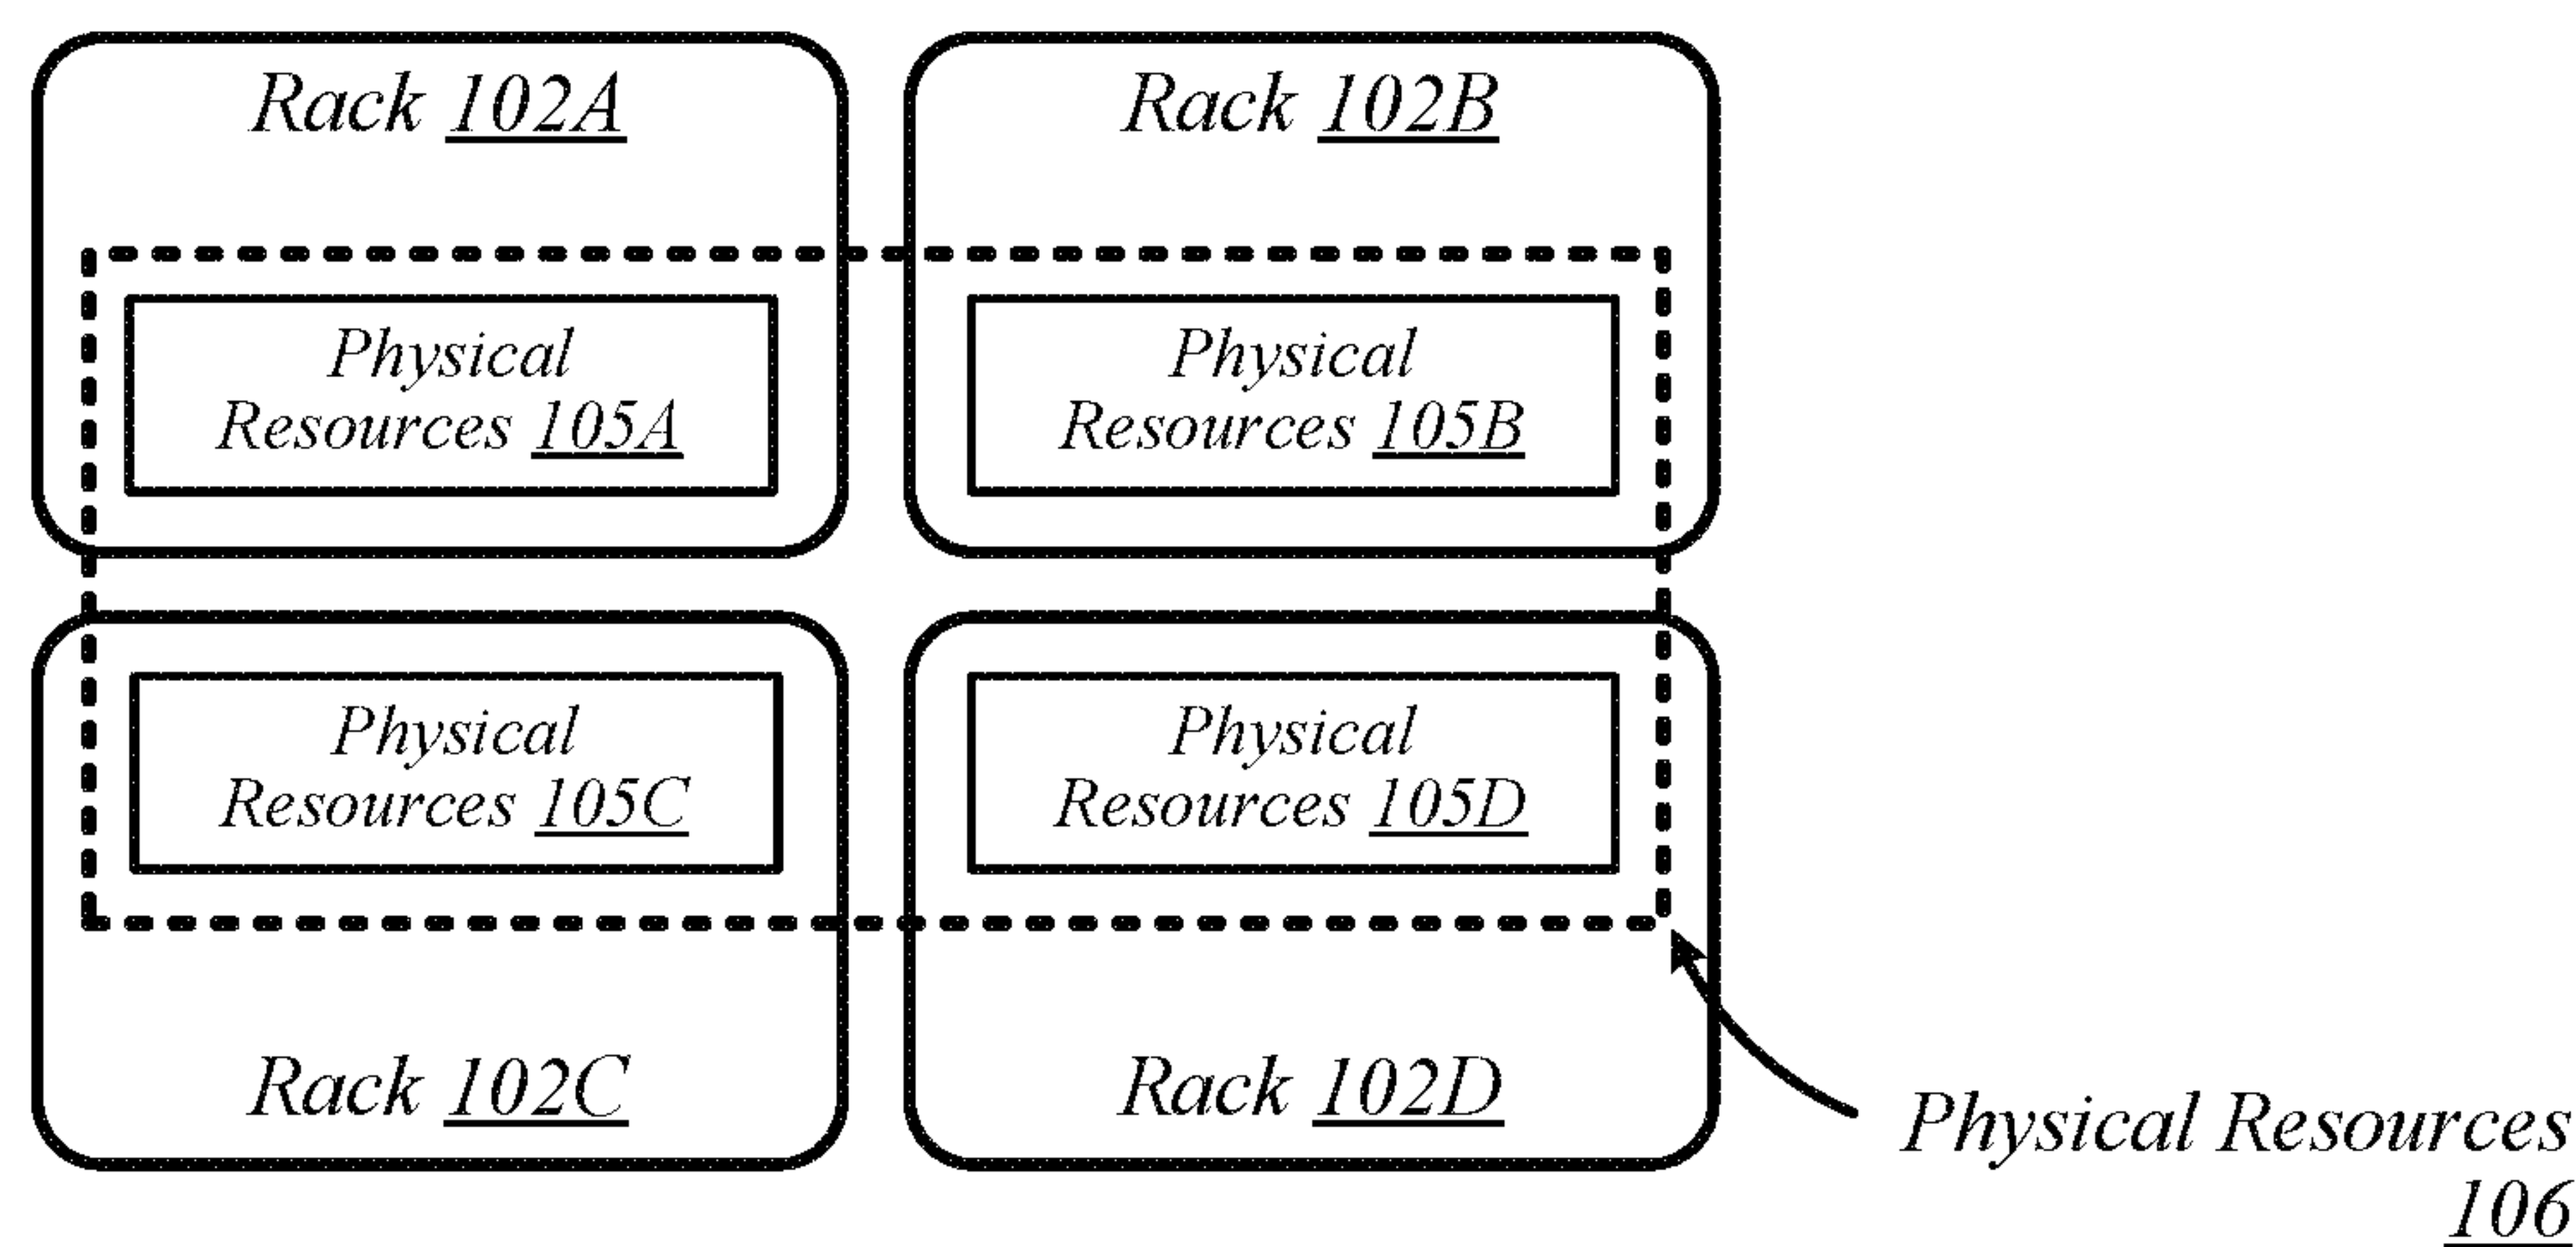 Rack 102A
Rack 102B
Physical
Resources 105A
Physical
Resources 105B
Physical
Resources 105C
Physical
Resources 105D
Rack 102C
Rack 102D
Physical Resources
106